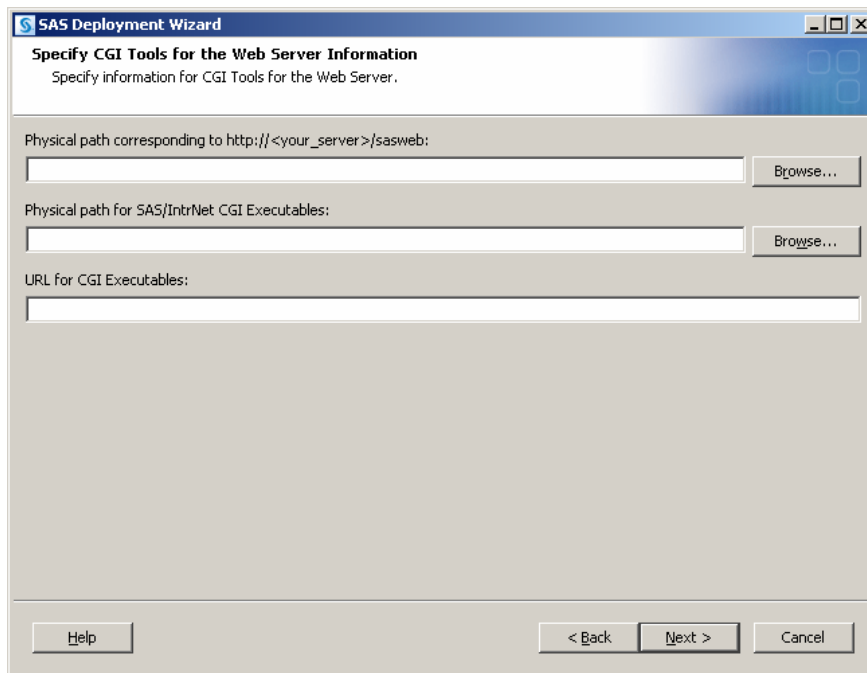 SAS Deployment Wizard
Specify CGI Tools for the Web Server Information
Specify information for CGI Tools for the Web Server.
Physical path corresponding to http://<your_server>/sasweb:
Browse...
Physical path for SAS/IntrNet CGI Executables:
Browse...
URL for CGI Executables:
Help
< Back
Next >
Cancel